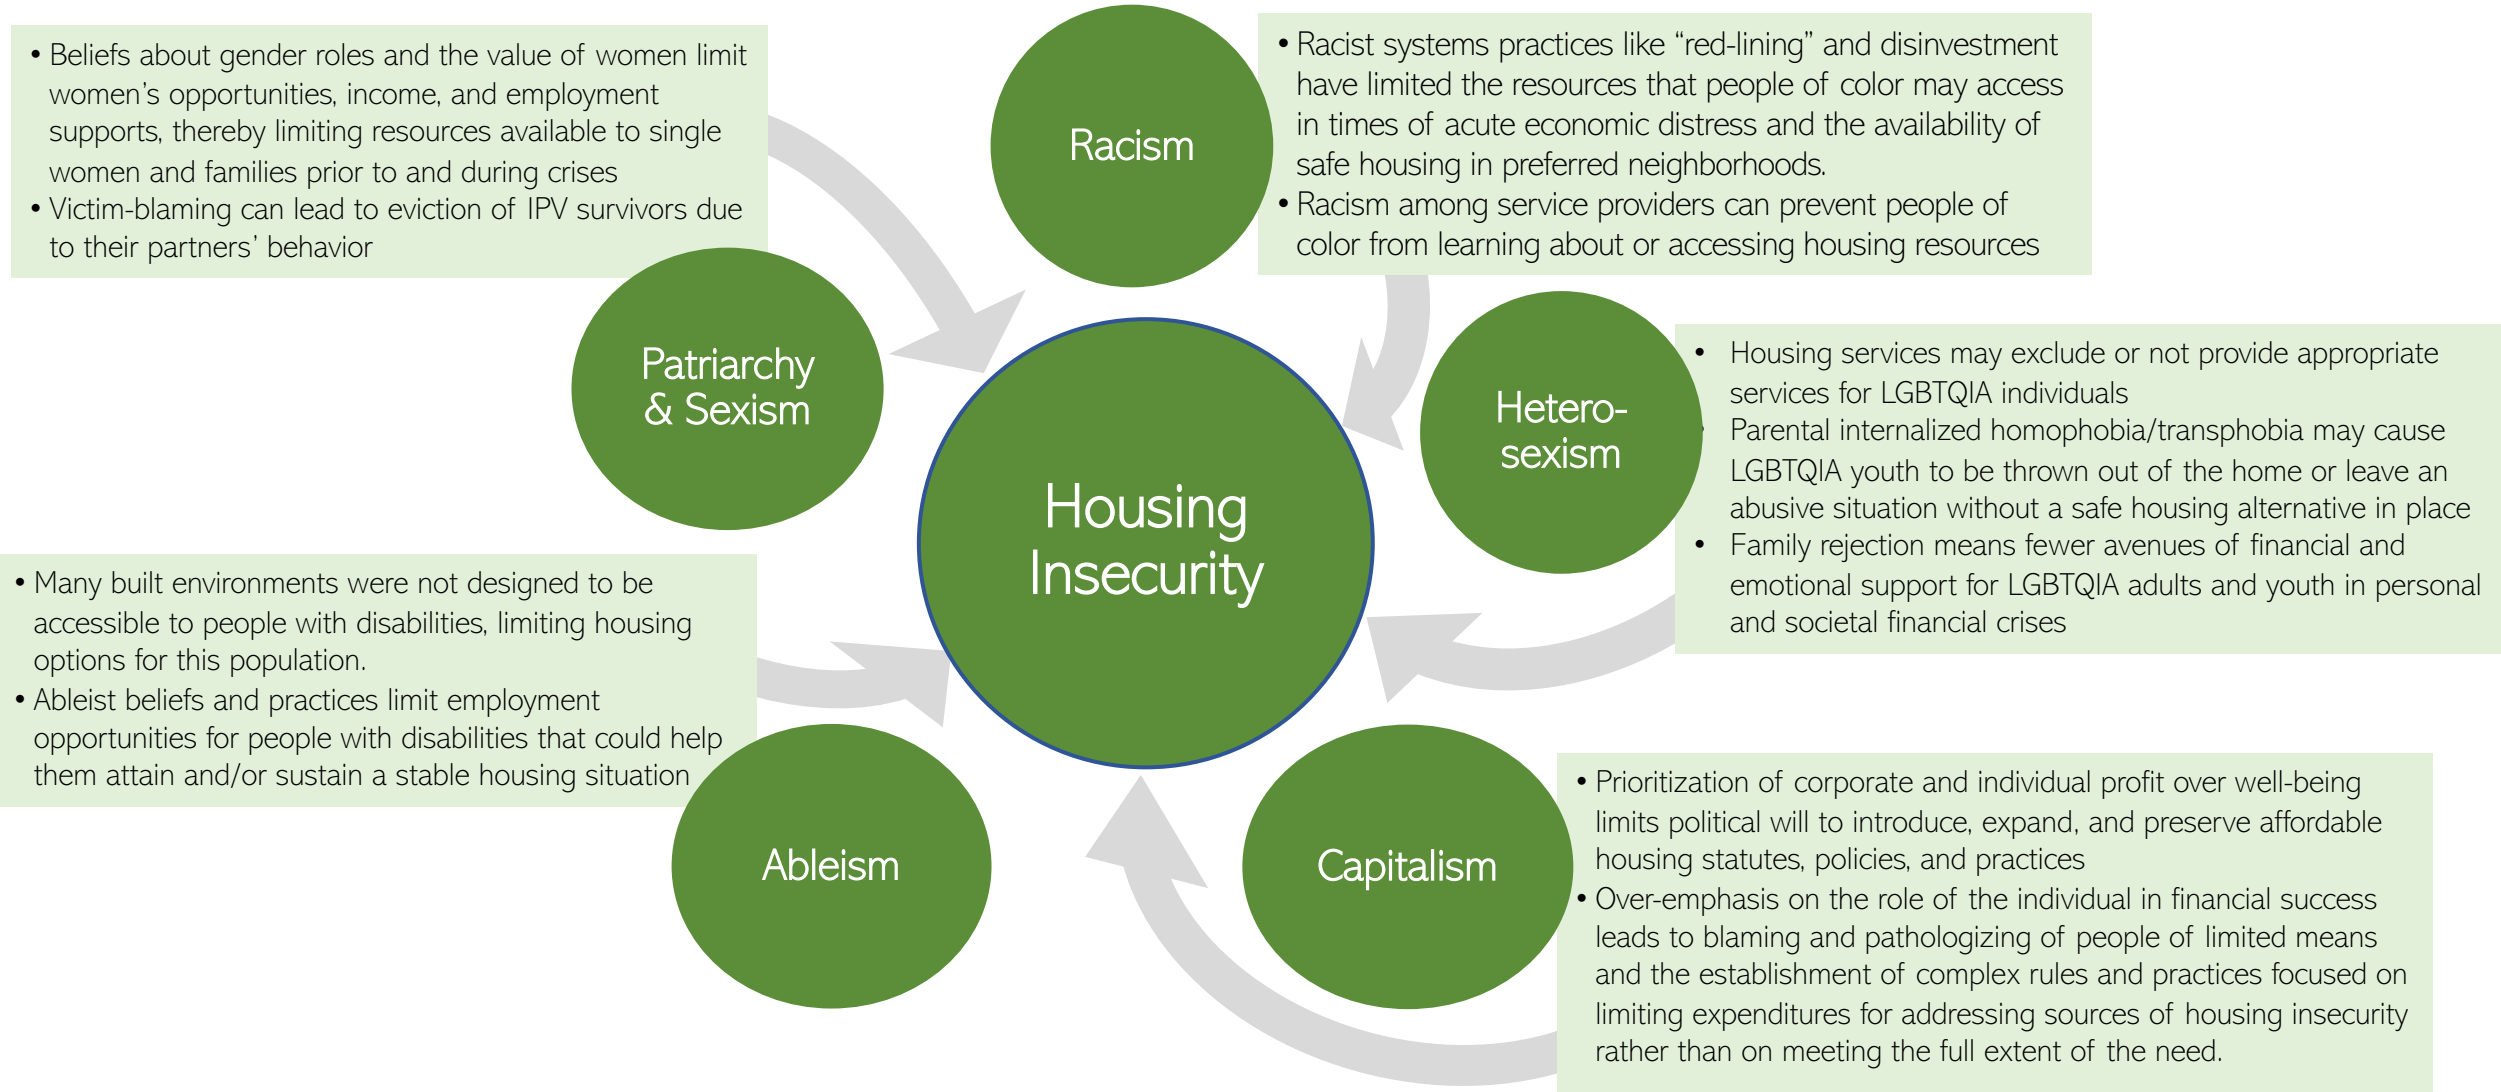 • Beliefs about gender roles and the value of women limit
women's opportunities, income, and employment
supports, thereby limiting resources available to single
women and families prior to and during crises
• Victim-blaming can lead to eviction of IPV survivors due
to their partners' behavior
Patriarchy
& Sexism
Racism
• Racist systems practices like “red-lining” and disinvestment
have limited the resources that people of color may access
in times of acute economic distress and the availability of
safe housing in preferred neighborhoods.
• Racism among service providers can prevent people of
color from learning about or accessing housing resources
Hetero-
sexism
• Housing services may exclude or not provide appropriate
services for LGBTQIA individuals
• Parental internalized homophobia/transphobia may cause
LGBTQIA youth to be thrown out of the home or leave an
abusive situation without a safe housing alternative in place
• Family rejection means fewer avenues of financial and
emotional support for LGBTQIA adults and youth in personal
and societal financial crises
Housing
Insecurity
• Many built environments were not designed to be
accessible to people with disabilities, limiting housing
options for this population.
• Ableist beliefs and practices limit employment
opportunities for people with disabilities that could help
them attain and/or sustain a stable housing situation
Ableism
Capitalism
• Prioritization of corporate and individual profit over well-being
limits political will to introduce, expand, and preserve affordable
housing statutes, policies, and practices
• Over-emphasis on the role of the individual in financial success
leads to blaming and pathologizing of people of limited means
and the establishment of complex rules and practices focused on
limiting expenditures for addressing sources of housing insecurity
rather than on meeting the full extent of the need.